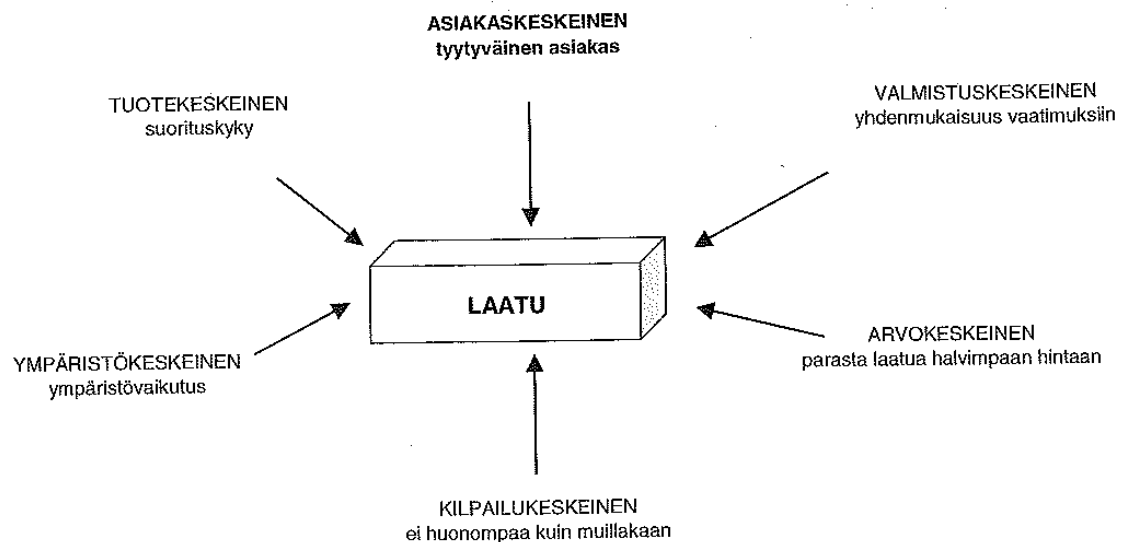 ASIAKASKESKEINEN
tyytyväinen asiakas
TUOTEKESKEINEN
suorituskyky
VALMISTUSKESKEINEN
yhdenmukaisuus vaatimuksiin
LAATU
YMPÄRISTÖKESKEINEN
ympäristövaikutus
ARVOKESKEINEN
parasta laatua halvimpaan hintaan
KILPAILUKESKEINEN
ei huonompaa kuin muillakaan